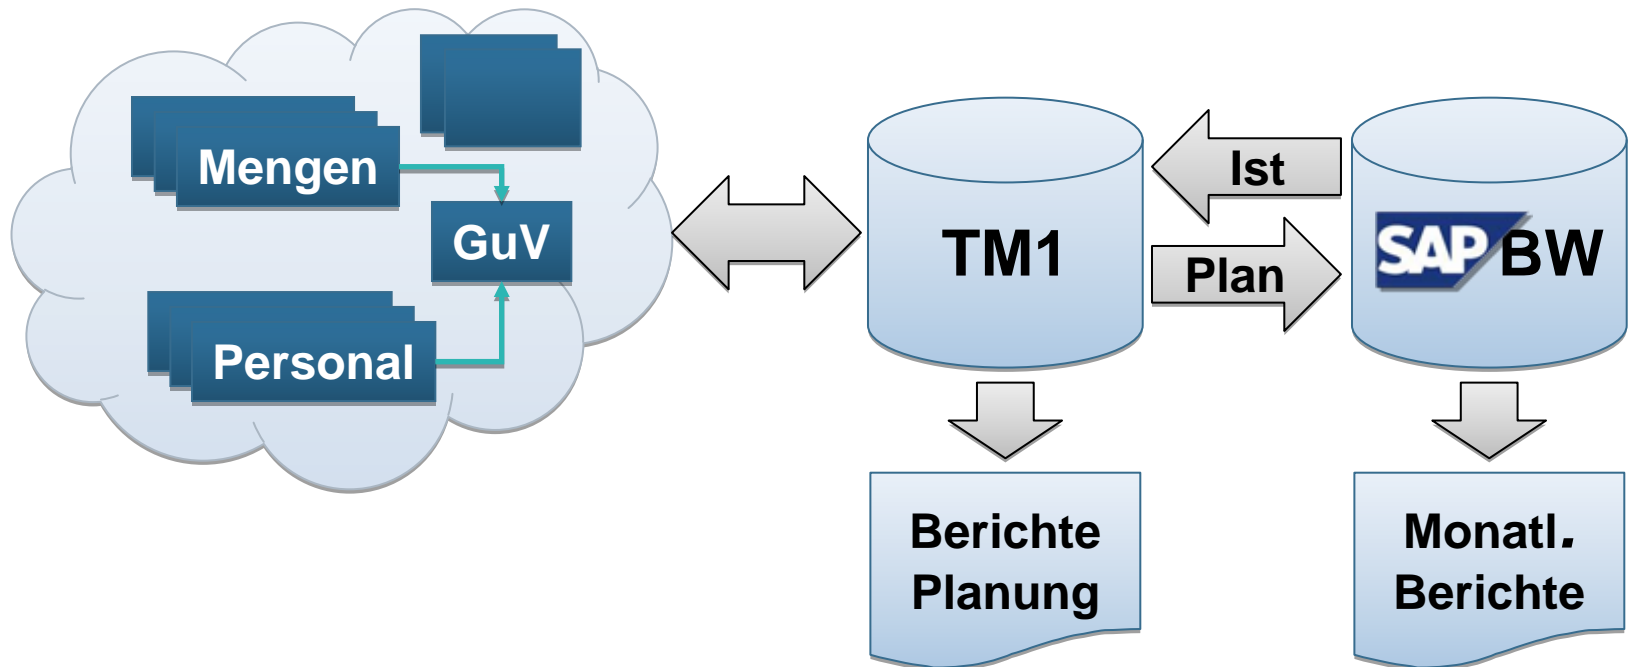 Mengen
GuV
Personal
TM1
Ist
Plan
SAP BW
Berichte
Planung
Monatl.
Berichte